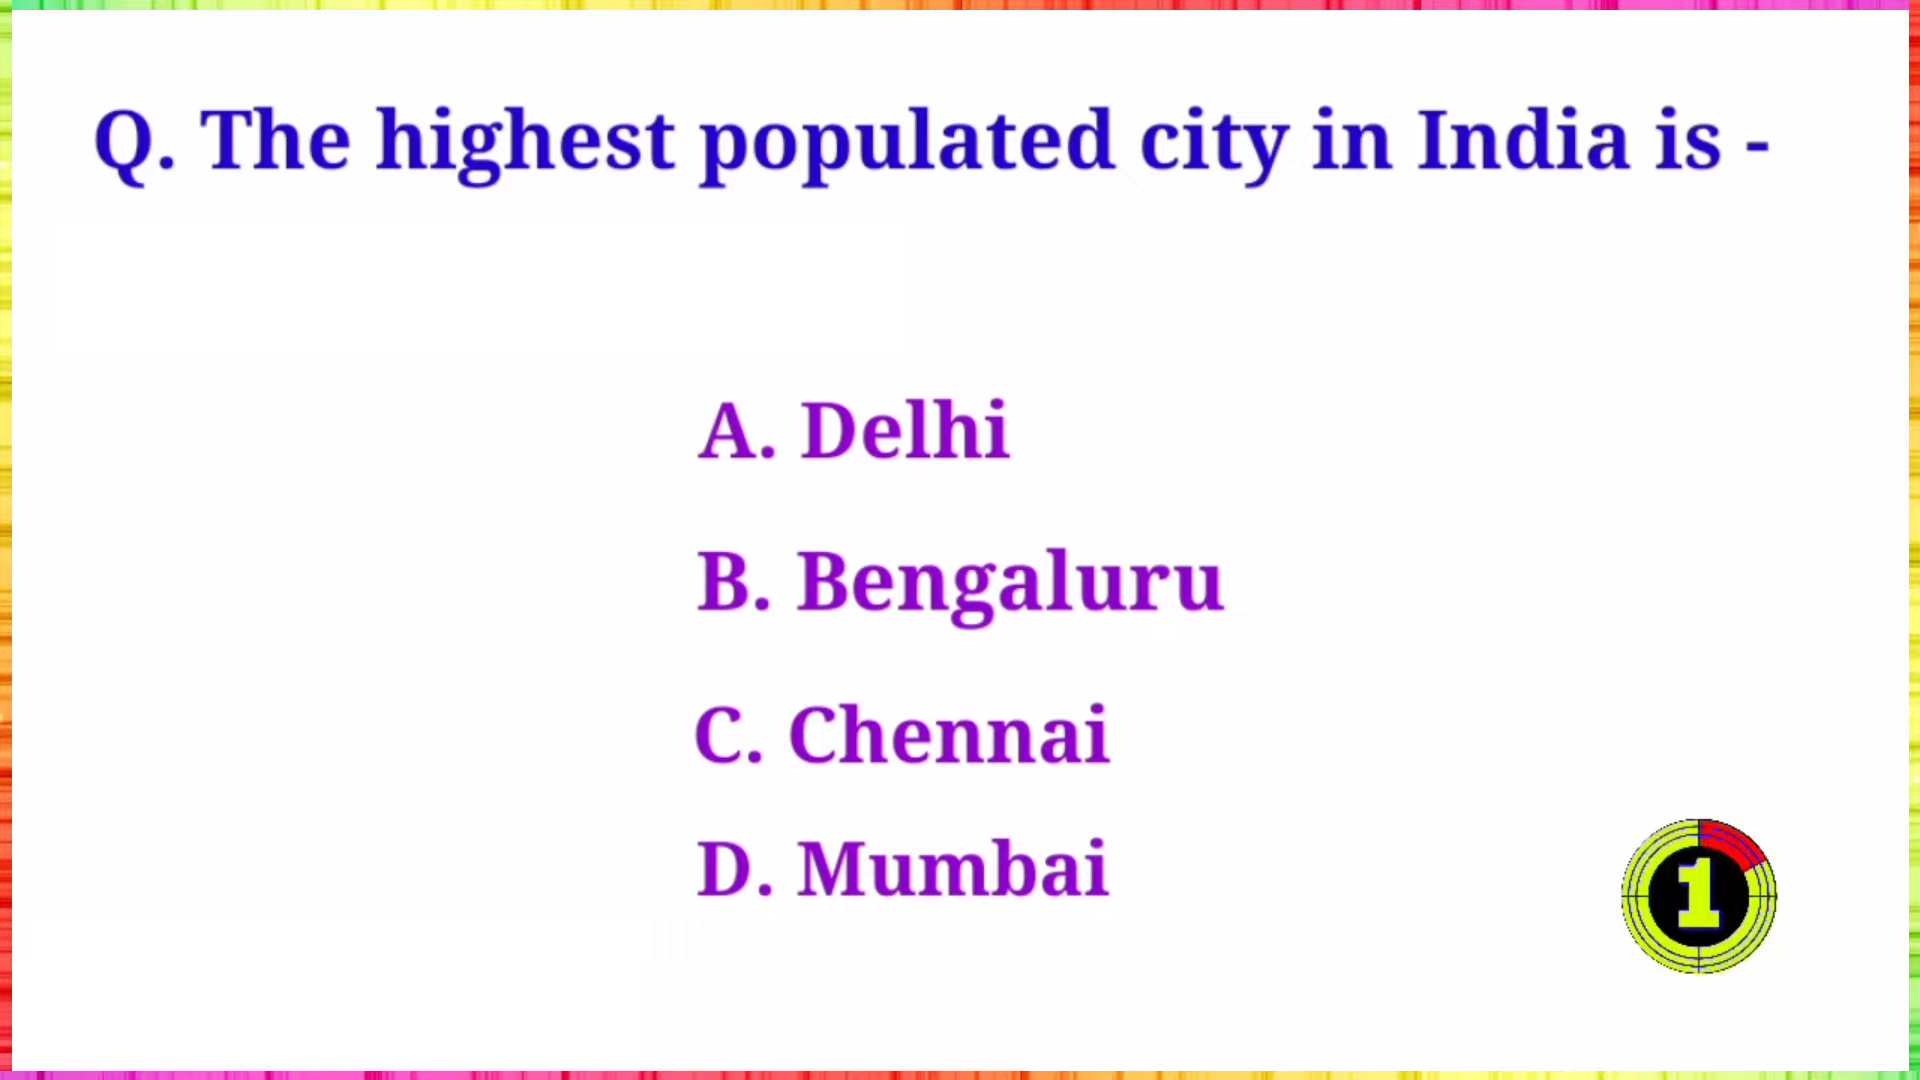 Q. The highest populated city in India is -
A. Delhi
B. Bengaluru
C. Chennai
D. Mumbai
1